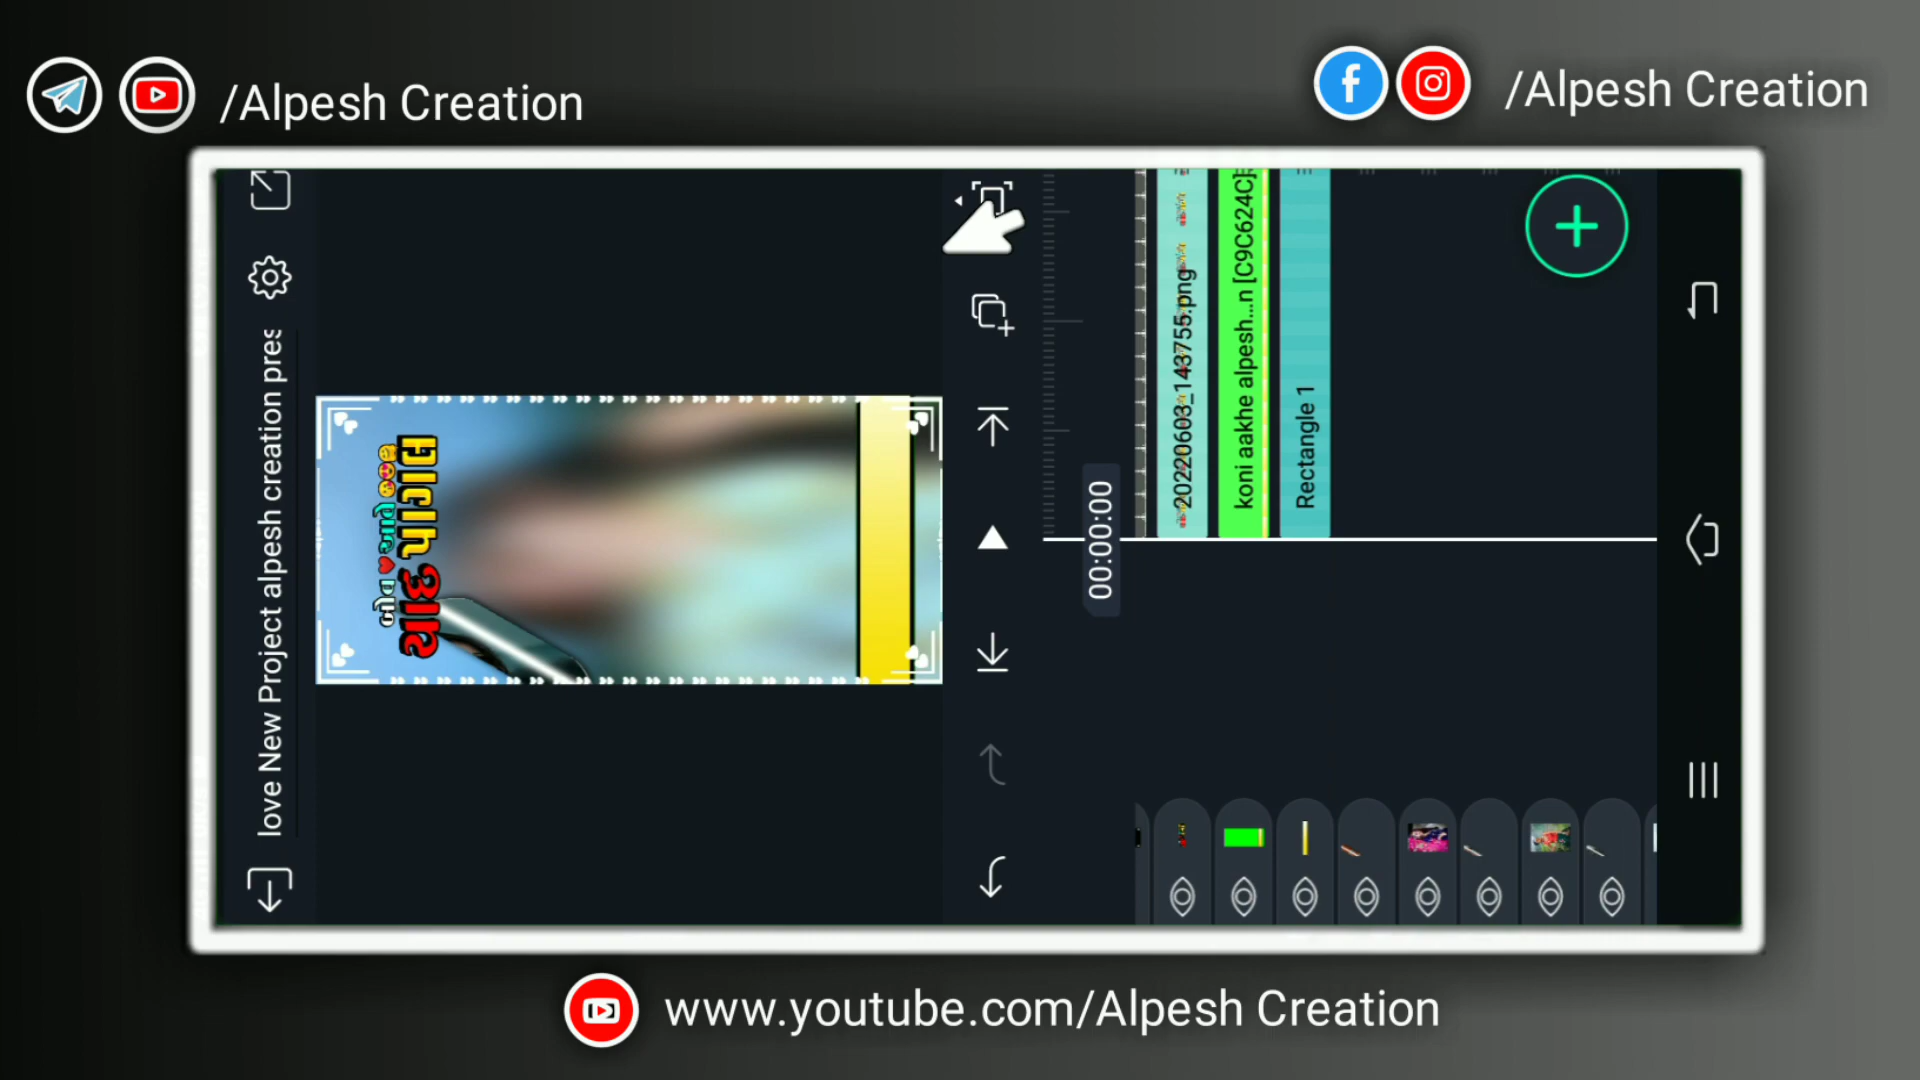 /Alpesh Creation
/Alpesh Creation
love New Project alpesh creation pres
00:00:00
20220603_143755.png
koni aakhe alpesh...n [C9C624C]
Rectangle 1
www.youtube.com/Alpesh Creation